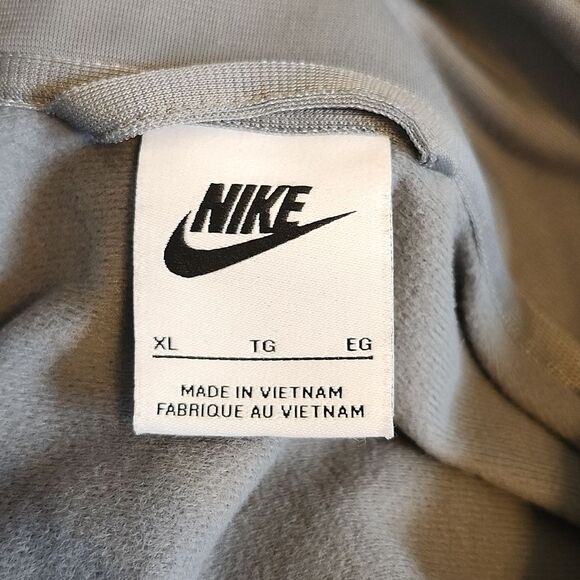 NIKE
XL TG EG
MADE IN VIETNAM
FABRIQUE AU VIETNAM